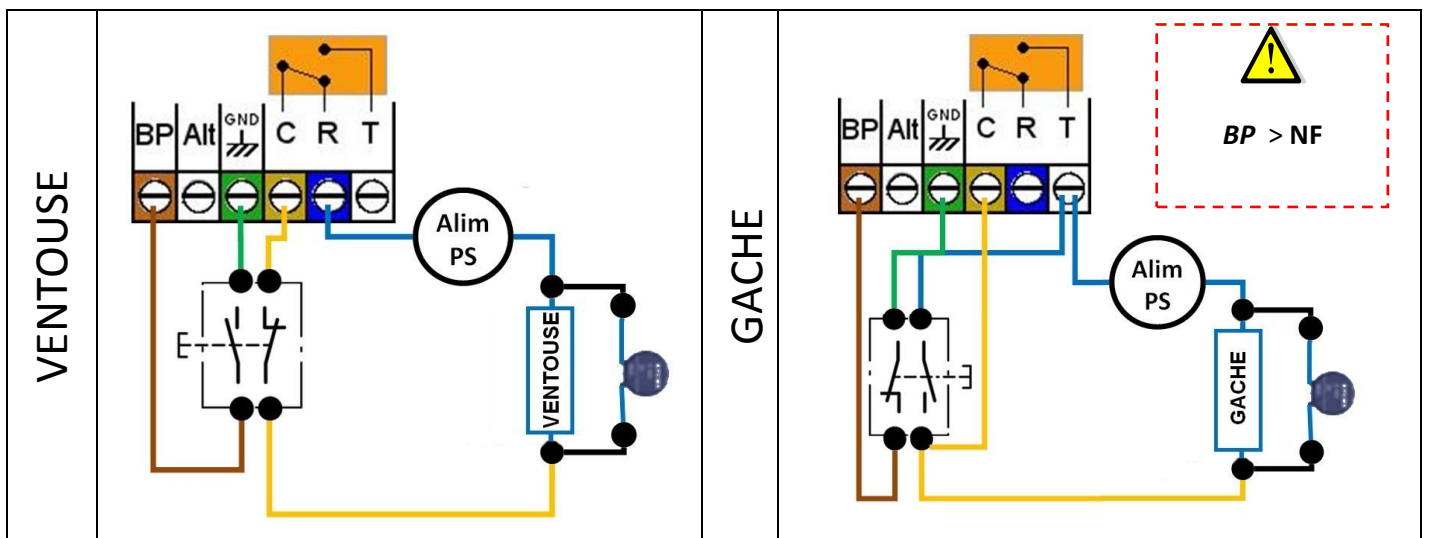 VENTOUSE
BP Alt GND C R T
Alim
PS
VENTOUSE
GACHE
BP Alt GND C R T
Alim
PS
GACHE
!
BP > NF